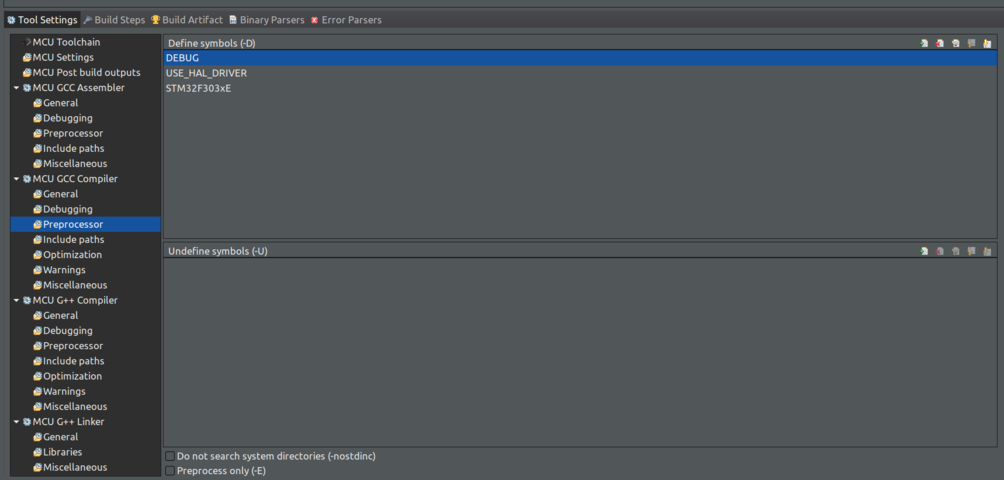 Tool Settings Build Steps Build Artifact Binary Parsers Error Parsers
MCU Toolchain
MCU Settings
MCU Post build outputs
MCU GCC Assembler
General
Debugging
Preprocessor
Include paths
Miscellaneous
MCU GCC Compiler
General
Debugging
Preprocessor
Include paths
Optimization
Warnings
Miscellaneous
MCU G++ Compiler
General
Debugging
Preprocessor
Include paths
Optimization
Warnings
Miscellaneous
MCU G++ Linker
General
Libraries
Miscellaneous
Define symbols (-D)
DEBUG
USE_HAL_DRIVER
STM32F303xE
Undefine symbols (-U)
Do not search system directories (-nostdinc)
Preprocess only (-E)